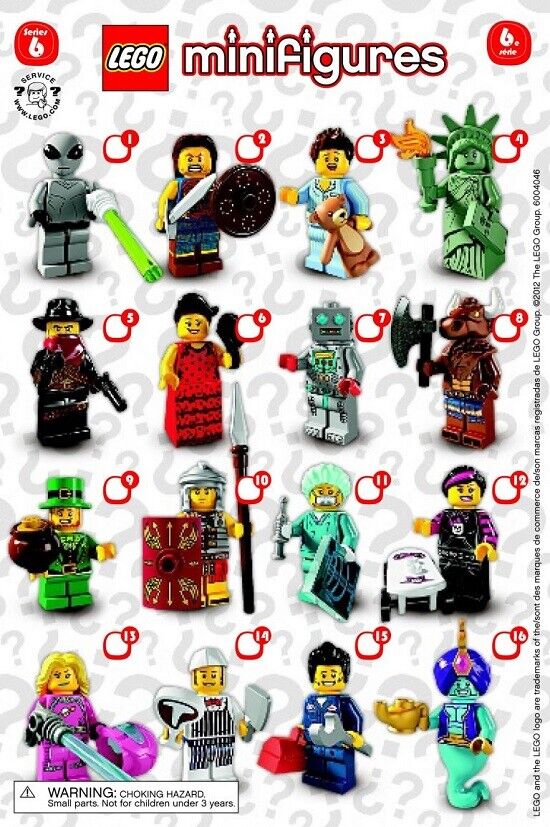 Series
6
LEGO
minifigures
6e
série
SERVICE
? ?
WWW.LEGO.COM
1
2
3
4
5
6
7
8
9
10
11
12
13
14
15
16
WARNING: CHOKING HAZARD.
Small parts. Not for children under 3 years.
LEGO and the LEGO logo are trademarks of the/sont des marques de commerce de/son marcas registradas de LEGO Group. ©2012 The LEGO Group. 6004046